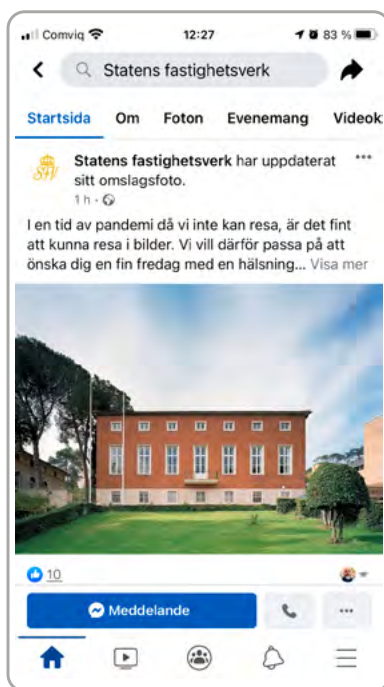 Comviq 12:27 83 %
Statens fastighetsverk
Startsida Om Foton Evenemang Videok
Statens fastighetsverk har uppdaterat
sitt omslagsfoto.
1 h ·
I en tid av pandemi då vi inte kan resa, är det fint
att kunna resa i bilder. Vi vill därför passa på att
önska dig en fin fredag med en hälsning... Visa mer
10
Meddelande